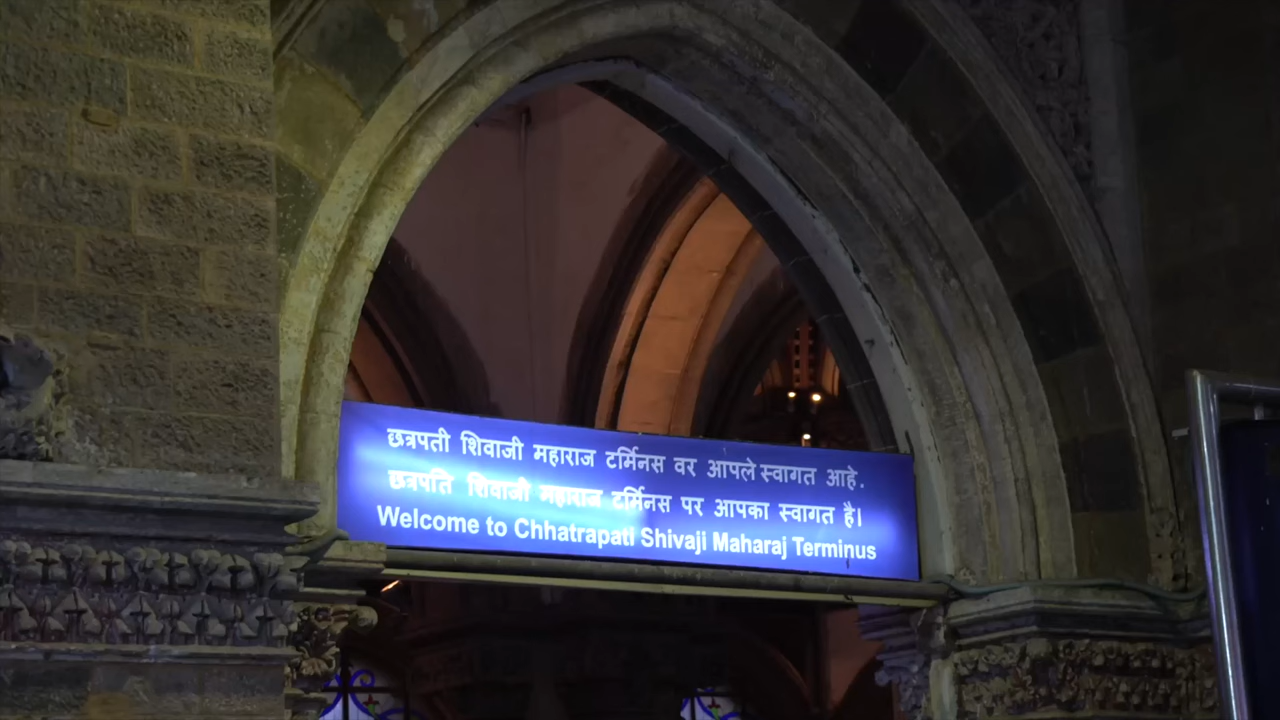 छत्रपती शिवाजी महाराज टर्मिनस वर आपले स्वागत आहे.
छत्रपति शिवाजी महाराज टर्मिनस पर आपका स्वागत है।
Welcome to Chhatrapati Shivaji Maharaj Terminus